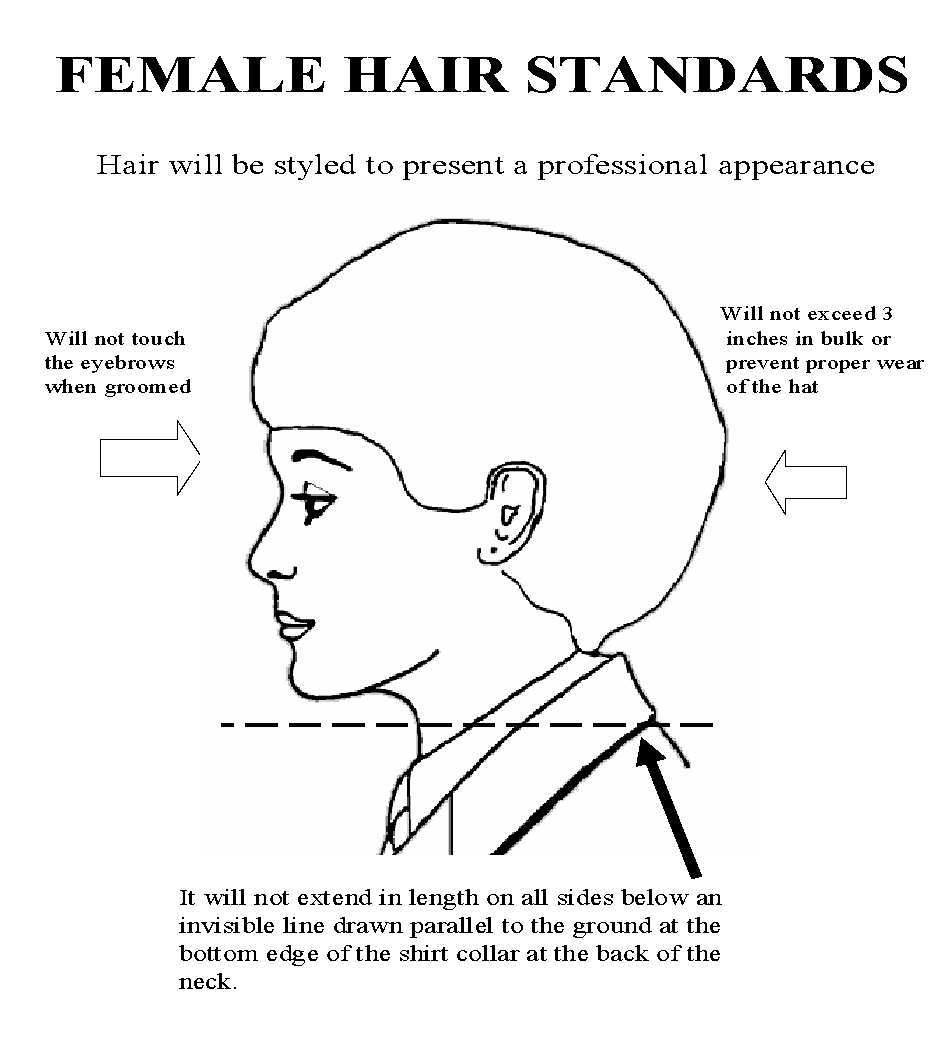 FEMALE HAIR STANDARDS
Hair will be styled to present a professional appearance
Will not touch
the eyebrows
when groomed
Will not exceed 3
inches in bulk or
prevent proper wear
of the hat
It will not extend in length on all sides below an
invisible line drawn parallel to the ground at the
bottom edge of the shirt collar at the back of the
neck.